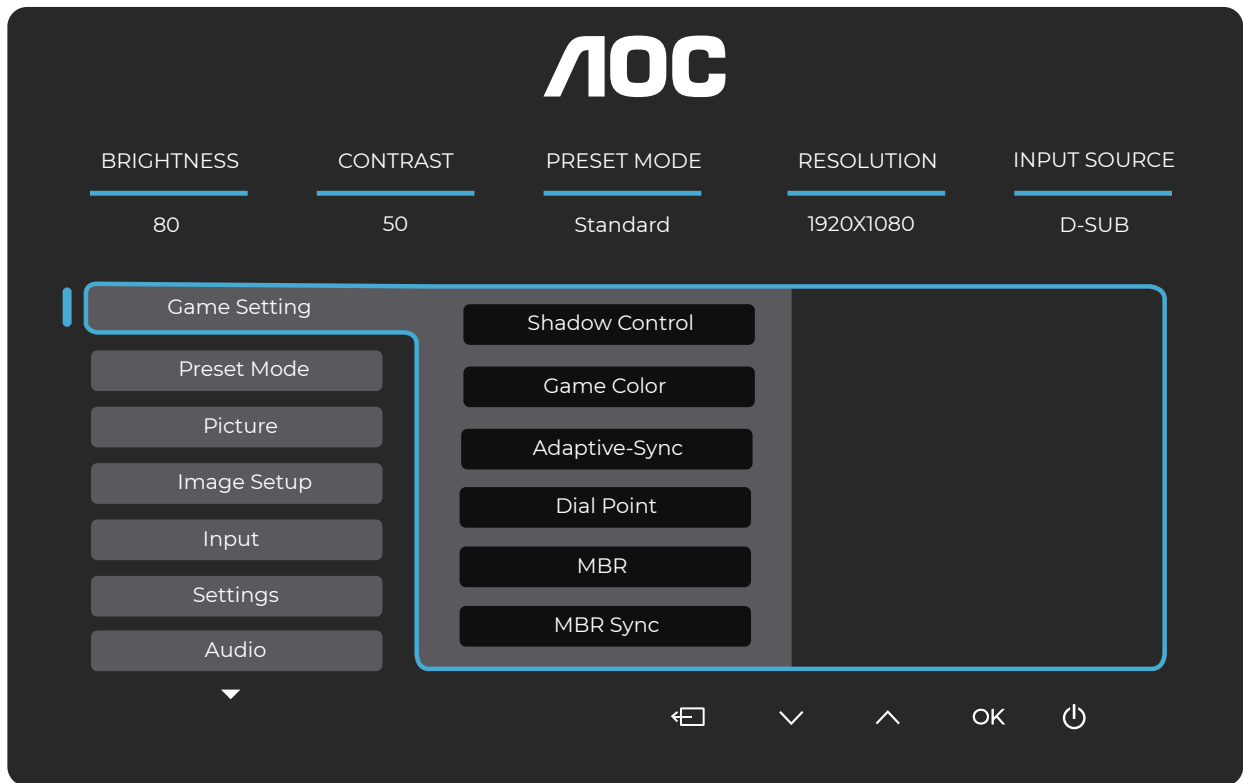 AOC
BRIGHTNESS CONTRAST PRESET MODE RESOLUTION INPUT SOURCE
80 50 Standard 1920X1080 D-SUB
Game Setting
Preset Mode
Picture
Image Setup
Input
Settings
Audio
Shadow Control
Game Color
Adaptive-Sync
Dial Point
MBR
MBR Sync
OK